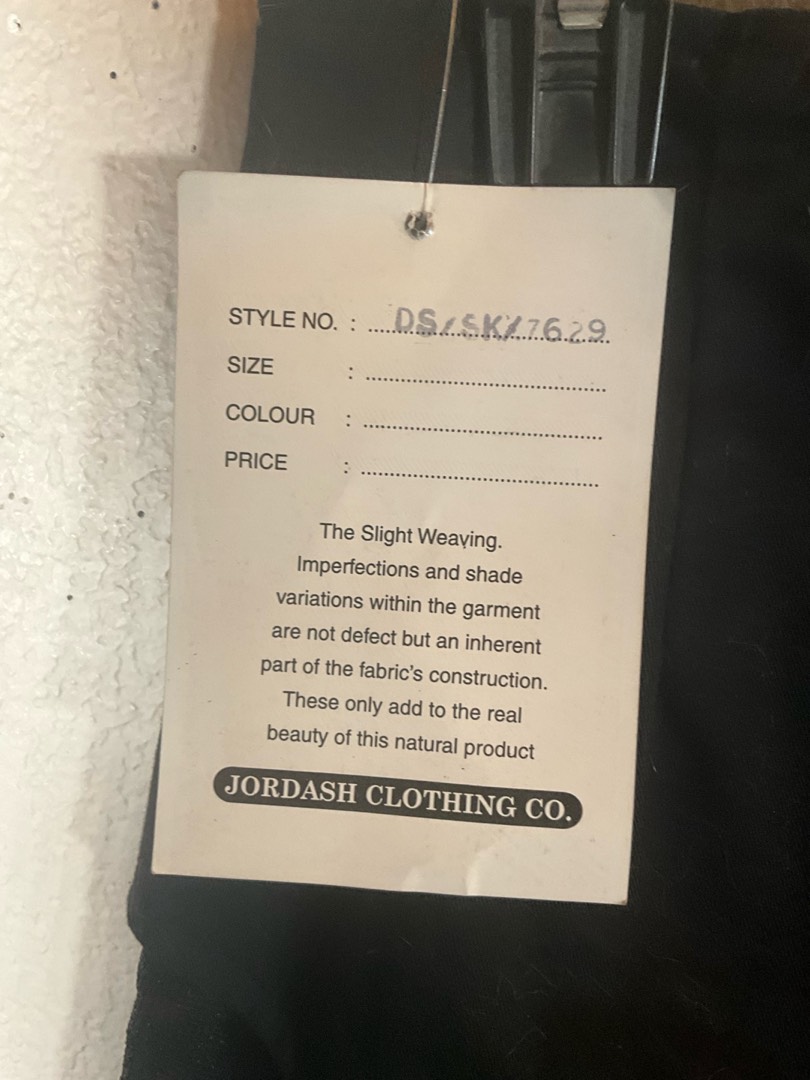 STYLE NO. : DS/SK/7629
SIZE :
COLOUR :
PRICE :
The Slight Weaving.
Imperfections and shade
variations within the garment
are not defect but an inherent
part of the fabric's construction.
These only add to the real
beauty of this natural product
JORDASH CLOTHING CO.